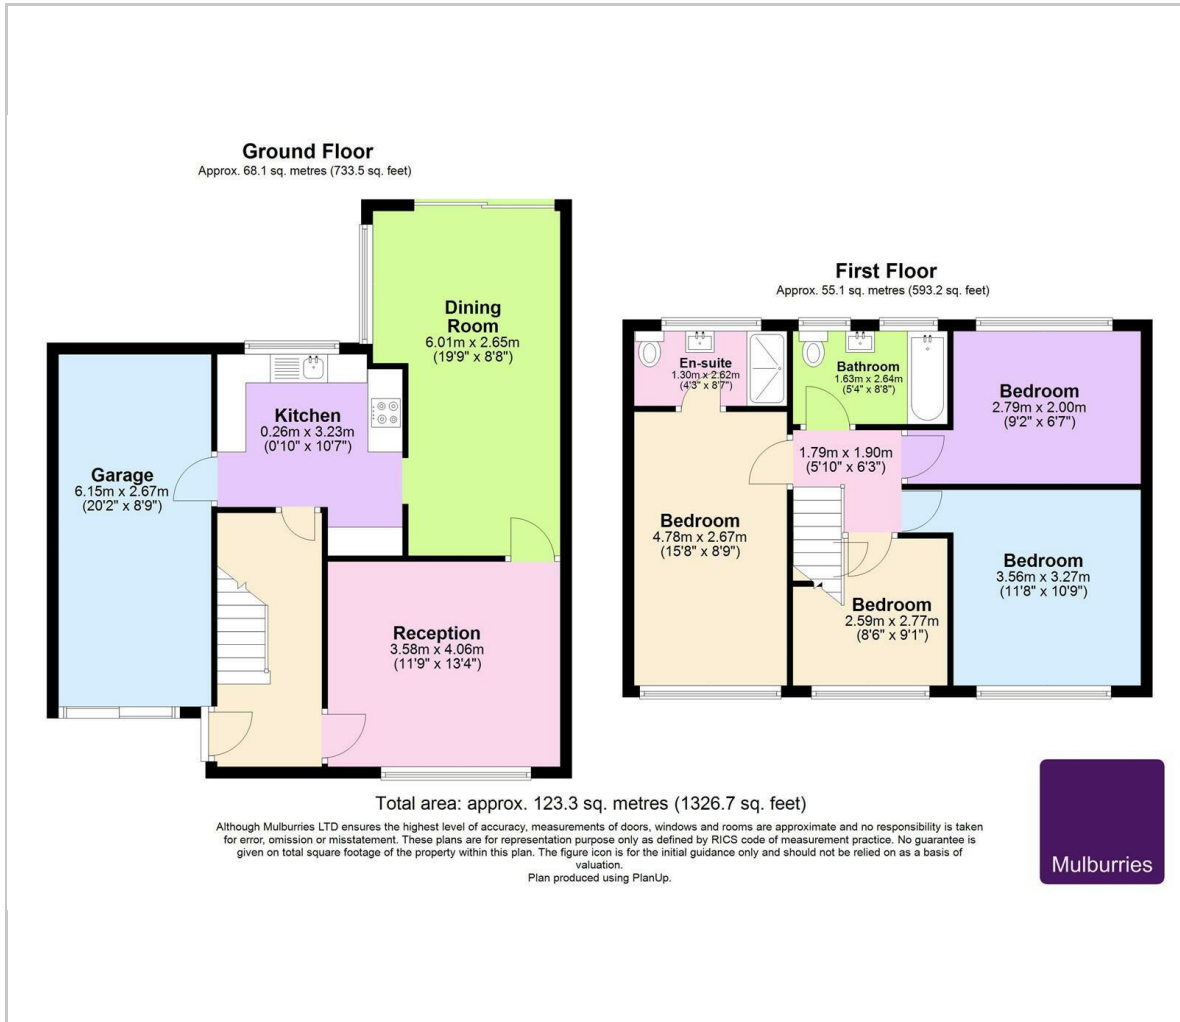 Ground Floor
Approx. 68.1 sq. metres (733.5 sq. feet)
Dining
Room
6.01m x 2.65m
(19'9" x 8'8")
Kitchen
0.26m x 3.23m
(0'10" x 10'7")
Garage
6.15m x 2.67m
(20'2" x 8'9")
Reception
3.58m x 4.06m
(11'9" x 13'4")
First Floor
Approx. 55.1 sq. metres (593.2 sq. feet)
En-suite
1.30m x 2.62m
(4'3" x 8'7")
Bathroom
1.63m x 2.64m
(5'4" x 8'8")
Bedroom
2.79m x 2.00m
(9'2" x 6'7")
1.79m x 1.90m
(5'10" x 6'3")
Bedroom
4.78m x 2.67m
(15'8" x 8'9")
Bedroom
3.56m x 3.27m
(11'8" x 10'9")
Bedroom
2.59m x 2.77m
(8'6" x 9'1")
Total area: approx. 123.3 sq. metres (1326.7 sq. feet)
Although Mulburries LTD ensures the highest level of accuracy, measurements of doors, windows and rooms are approximate and no responsibility is taken
for error, omission or misstatement. These plans are for representation purpose only as defined by RICS code of measurement practice. No guarantee is
given on total square footage of the property within this plan. The figure icon is for the initial guidance only and should not be relied on as a basis of
valuation.
Plan produced using PlanUp.
Mulburries